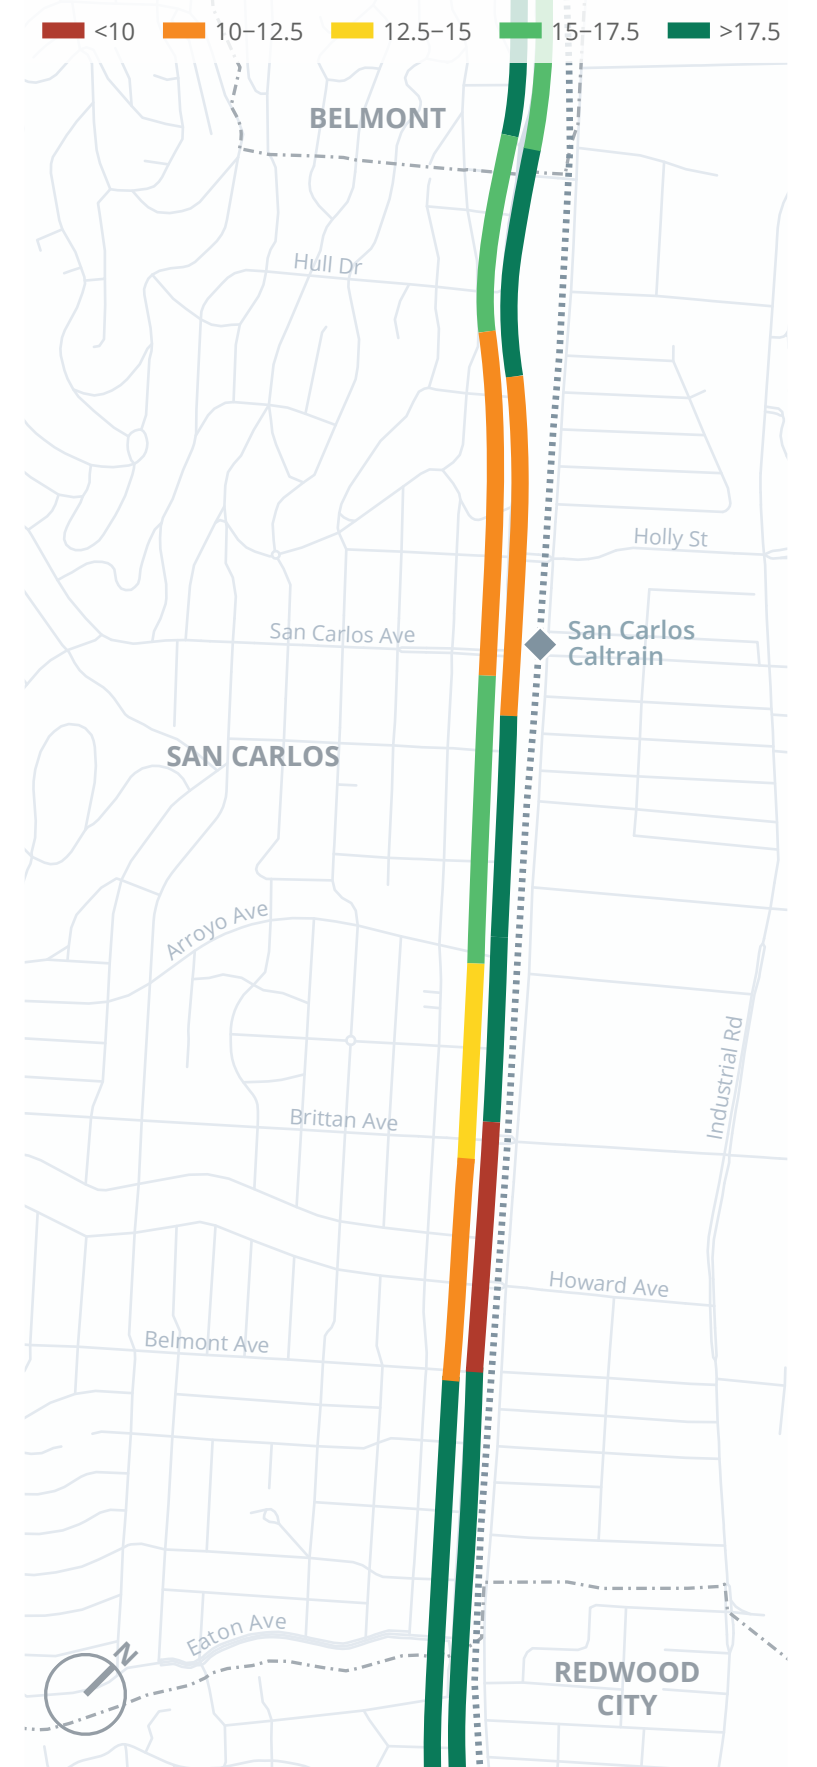 <10 10–12.5 12.5–15 15–17.5 >17.5
BELMONT
Hull Dr
Holly St
San Carlos Ave
San Carlos
Caltrain
SAN CARLOS
Arroyo Ave
Industrial Rd
Brittan Ave
Howard Ave
Belmont Ave
Eaton Ave
N
REDWOOD
CITY